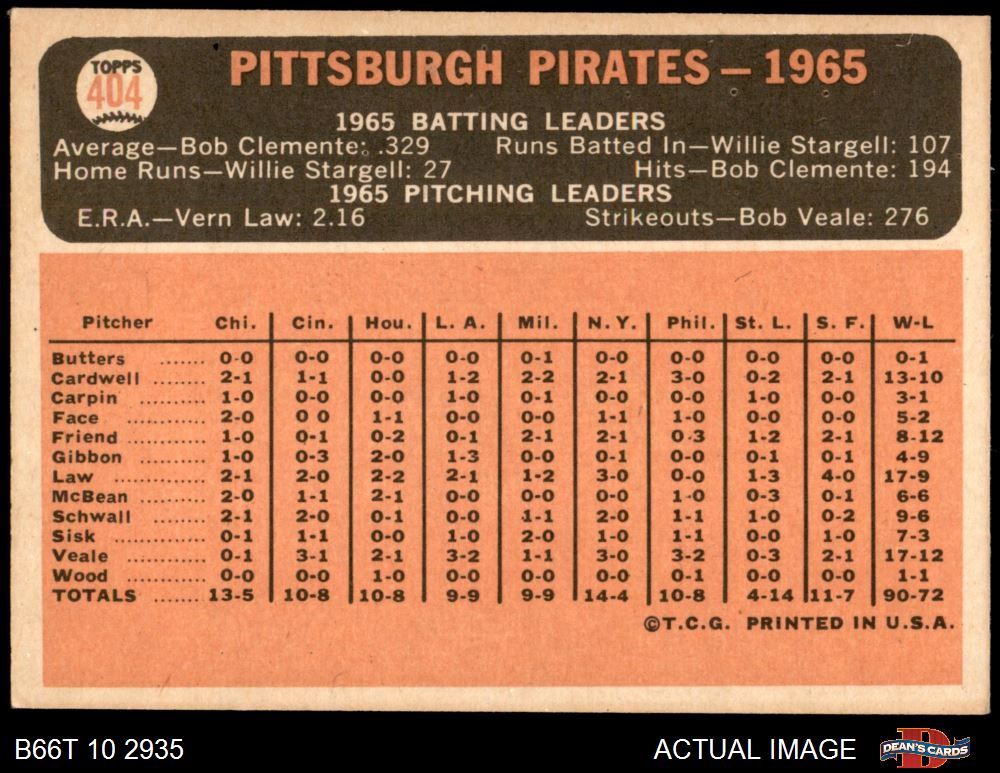 TOPPS
404
PITTSBURGH PIRATES — 1965
1965 BATTING LEADERS
Average—Bob Clemente: .329 Runs Batted In—Willie Stargell: 107
Home Runs—Willie Stargell: 27 Hits—Bob Clemente: 194
1965 PITCHING LEADERS
E.R.A.—Vern Law: 2.16 Strikeouts—Bob Veale: 276
Pitcher Chi. Cin. Hou. L. A. Mil. N. Y. Phil. St. L. S. F. W-L
Butters ....... 0-0 0-0 0-0 0-0 0-1 0-0 0-0 0-0 0-0 0-1
Cardwell ........ 2-1 1-1 0-0 1-2 2-2 2-1 3-0 0-2 2-1 13-10
Carpin .......... 1-0 0-0 0-0 1-0 0-1 0-0 0-0 1-0 0-0 3-1
Face ........... 2-0 0 0 1-1 0-0 0-0 1-1 1-0 0-0 0-0 5-2
Friend .......... 1-0 0-1 0-2 0-1 2-1 2-1 0-3 1-2 2-1 8-12
Gibbon .......... 1-0 0-3 2-0 1-3 0-0 0-1 0-0 0-1 0-1 4-9
Law ............. 2-1 2-0 2-2 2-1 1-2 3-0 0-0 1-3 4-0 17-9
McBean .......... 2-0 1-1 2-1 0-0 0-0 0-0 1-0 0-3 0-1 6-6
Schwall ........ 2-1 2-0 0-1 0-0 1-1 2-0 1-1 1-0 0-2 9-6
Sisk .............. 0-1 1-1 1-0 2-0 1-0 0-0 1-1 0-0 1-0 7-3
Veale ............ 0-1 3-1 2-1 3-2 1-1 3-0 3-2 0-3 2-1 17-12
Wood ............ 0-0 0-0 1-0 0-0 0-0 0-0 0-1 0-0 0-0 1-1
TOTALS ........ 13-5 10-8 10-8 9-9 9-9 14-4 10-8 4-14 11-7 90-72
©T.C.G. PRINTED IN U.S.A.
B66T 10 2935 ACTUAL IMAGE DEAN'S CARDS